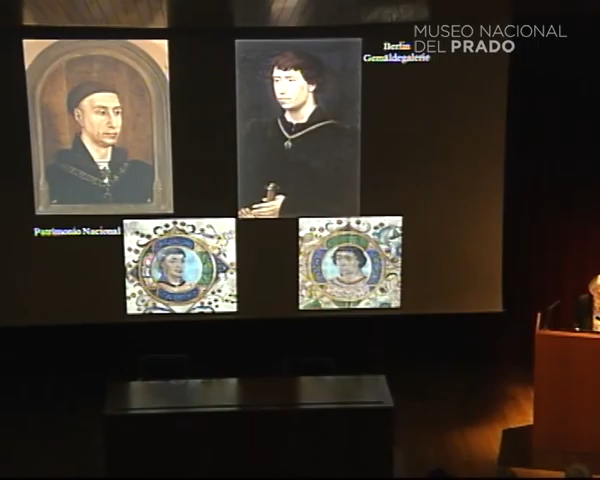 MUSEO NACIONAL
DEL PRADO
Berlin
Gemäldegalerie
Patrimonio Nacional